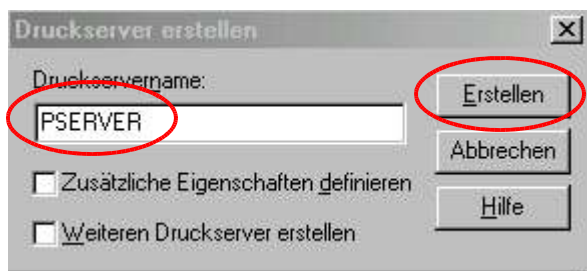 Druckserver erstellen
Druckservername:
PSERVER
Erstellen
Abbrechen
Zusätzliche Eigenschaften definieren
Hilfe
Weiteren Druckserver erstellen